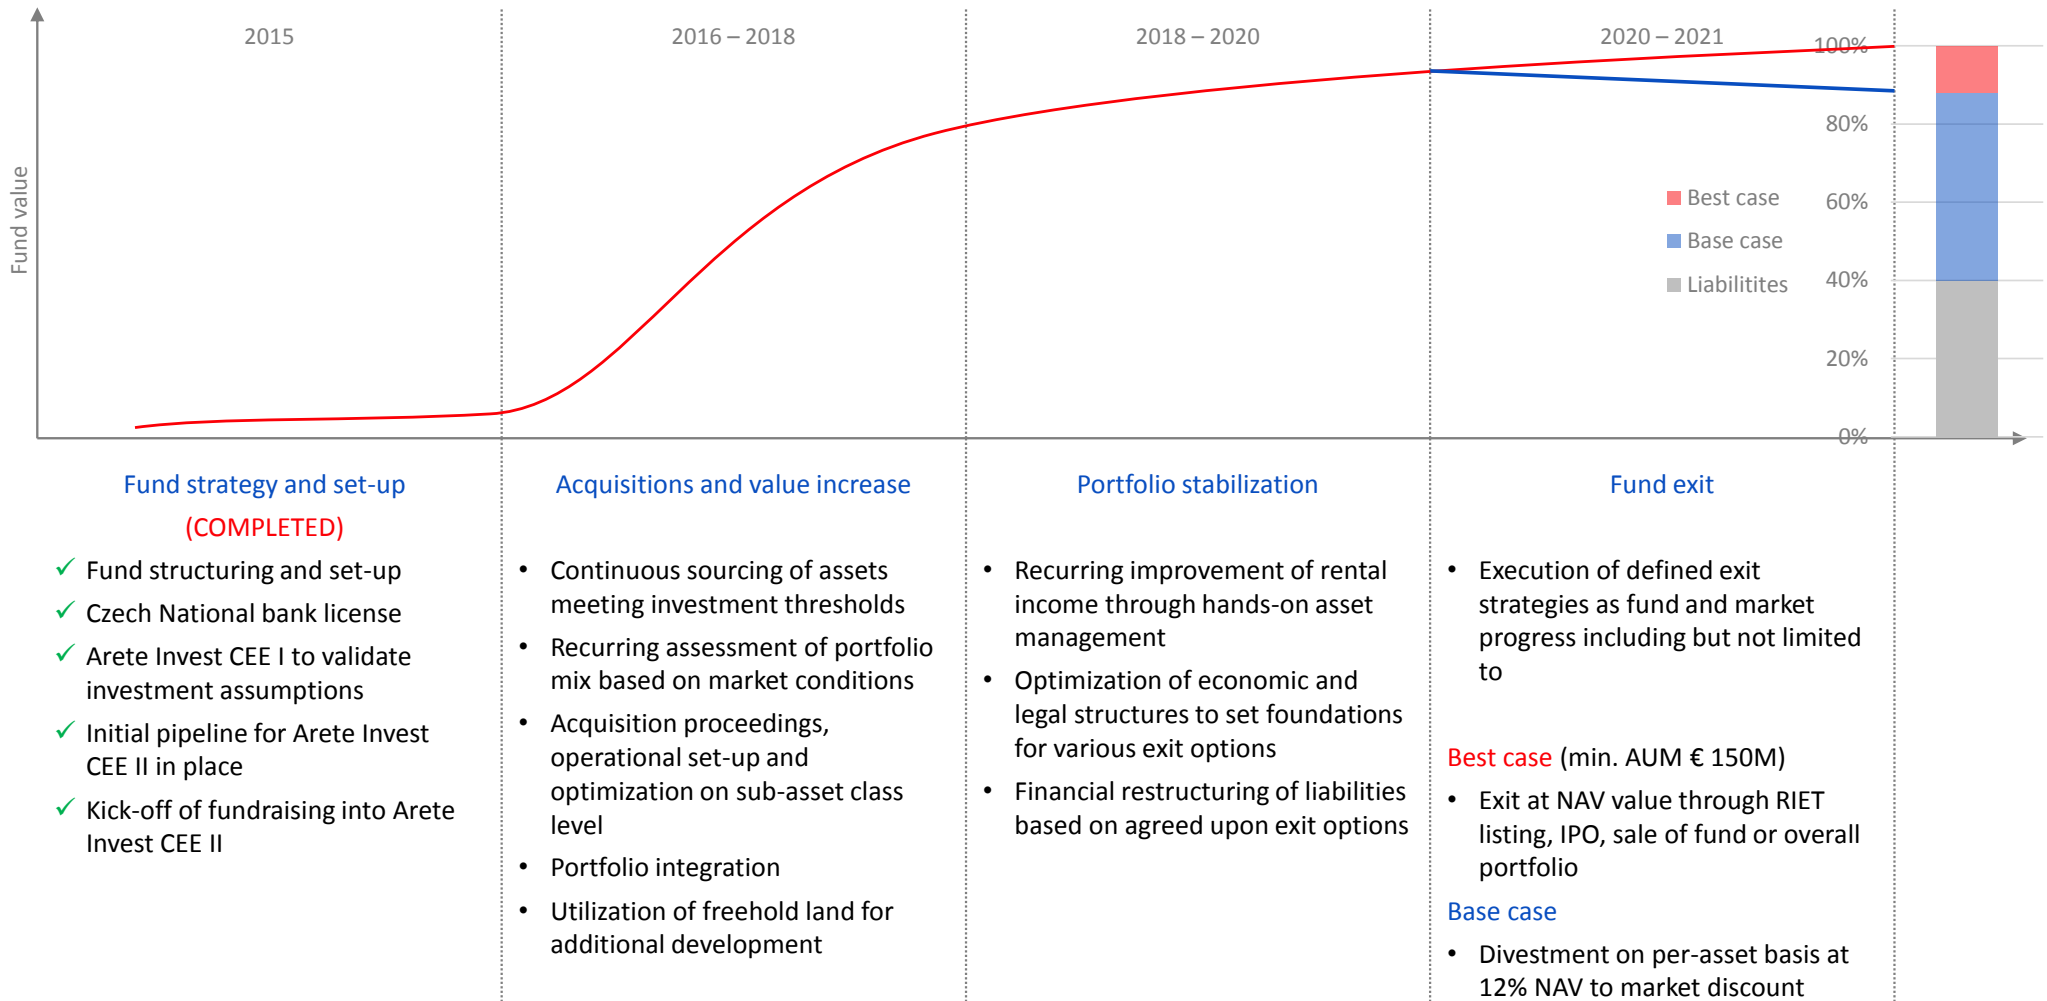 2015
2016 – 2018
2018 – 2020
2020 – 2021
Fund value
100%
80%
60%
40%
20%
0%
Best case
Base case
Liabilitites
Fund strategy and set-up
(COMPLETED)
✓ Fund structuring and set-up
✓ Czech National bank license
✓ Arete Invest CEE I to validate
investment assumptions
✓ Initial pipeline for Arete Invest
CEE II in place
✓ Kick-off of fundraising into Arete
Invest CEE II
Acquisitions and value increase
• Continuous sourcing of assets
meeting investment thresholds
• Recurring assessment of portfolio
mix based on market conditions
• Acquisition proceedings,
operational set-up and
optimization on sub-asset class
level
• Portfolio integration
• Utilization of freehold land for
additional development
Portfolio stabilization
• Recurring improvement of rental
income through hands-on asset
management
• Optimization of economic and
legal structures to set foundations
for various exit options
• Financial restructuring of liabilities
based on agreed upon exit options
Fund exit
• Execution of defined exit
strategies as fund and market
progress including but not limited
to
Best case (min. AUM € 150M)
• Exit at NAV value through RIET
listing, IPO, sale of fund or overall
portfolio
Base case
• Divestment on per-asset basis at
12% NAV to market discount